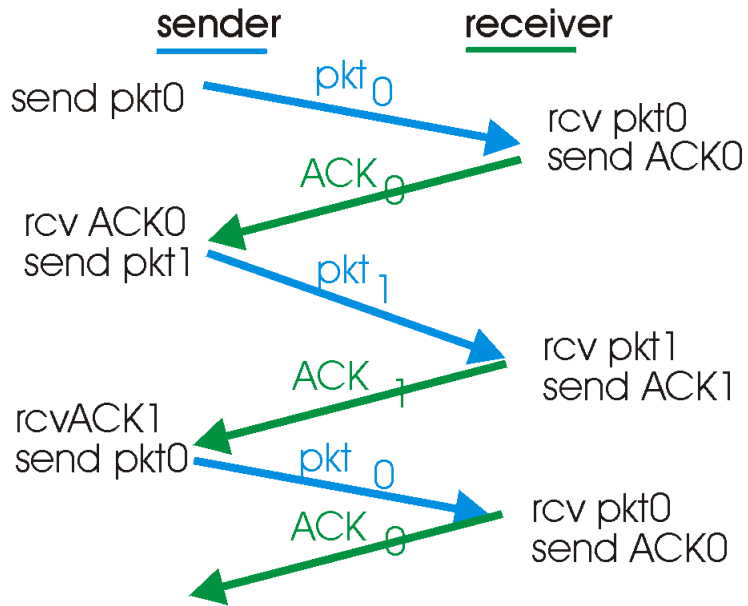 sender receiver
send pkt0
pkt0
rcv pkt0
send ACK0
ACK0
rcv ACK0
send pkt1
pkt1
rcv pkt1
send ACK1
ACK1
rcvACK1
send pkt0
pkt0
rcv pkt0
send ACK0
ACK0